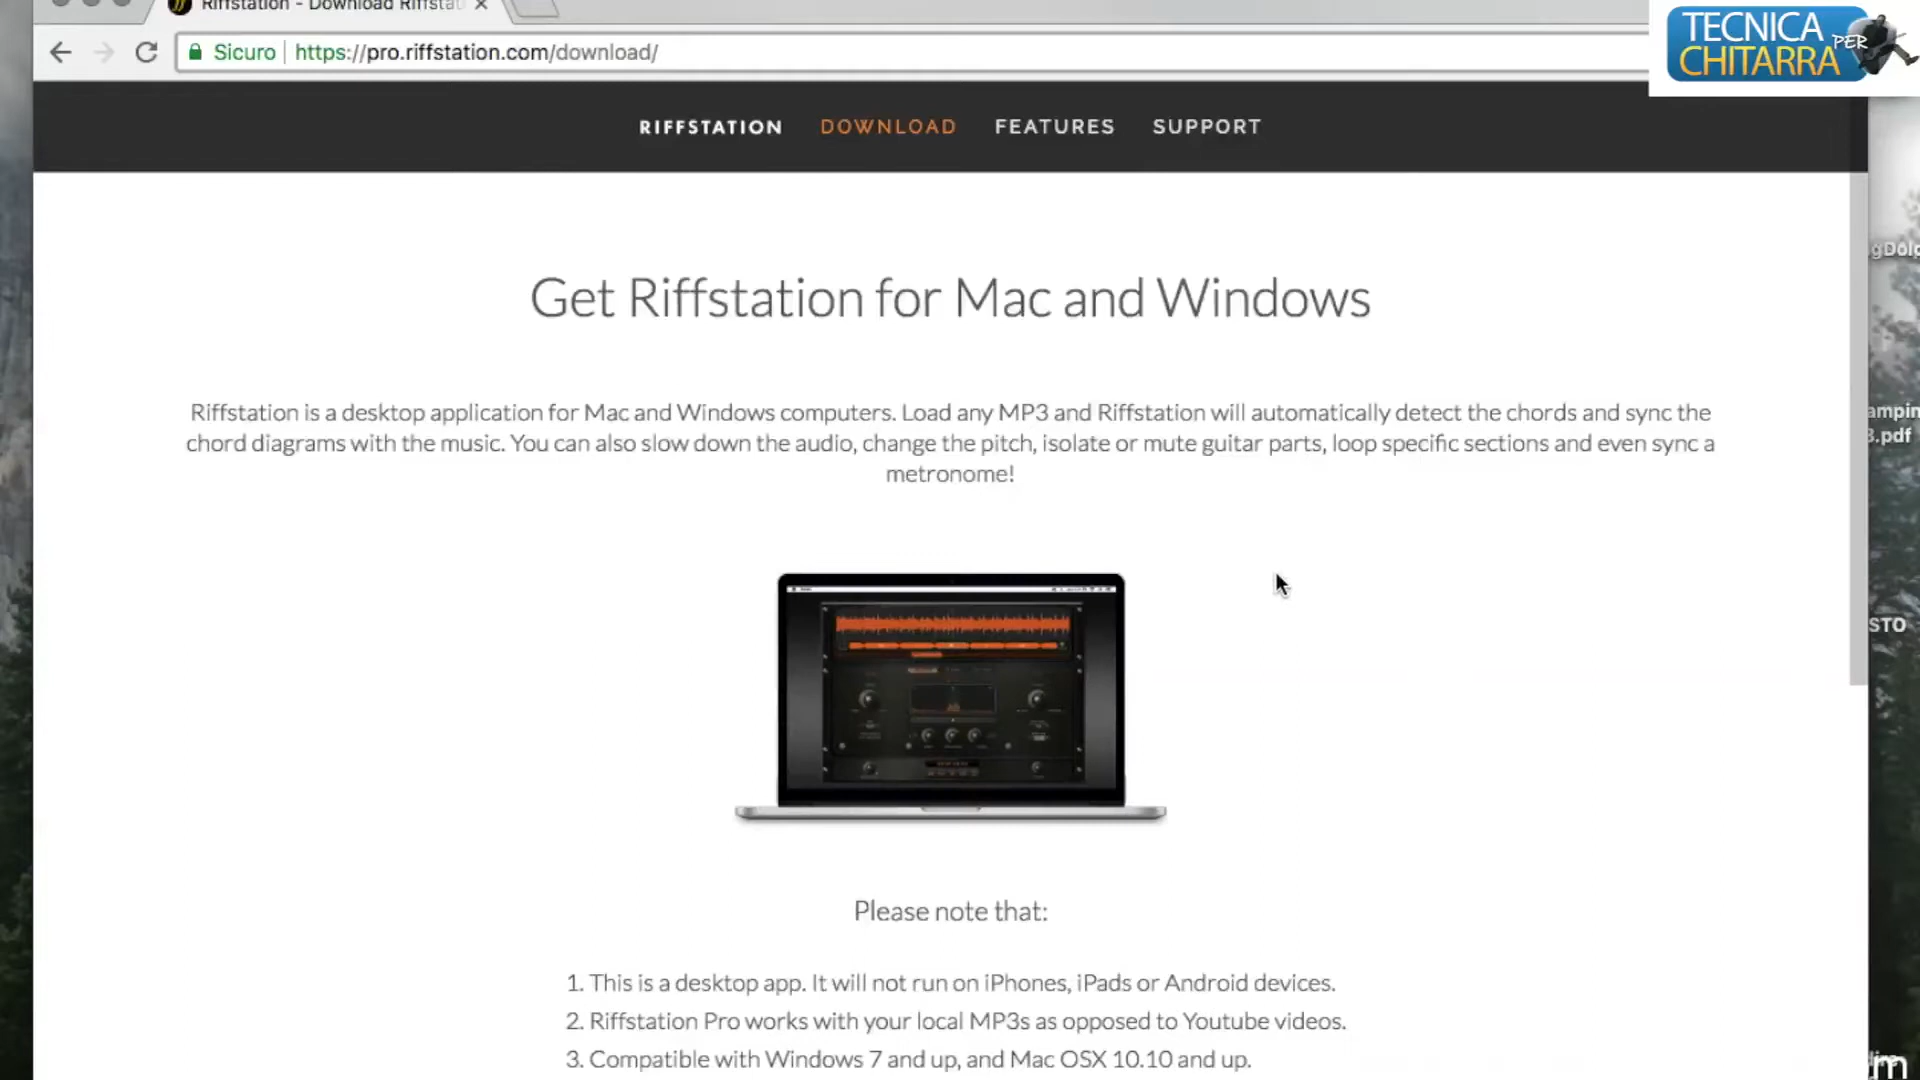 Riffstation - Download Riffstat
TECNICA PER
CHITARRA
Sicuro | https://pro.riffstation.com/download/
RIFFSTATION DOWNLOAD FEATURES SUPPORT
Get Riffstation for Mac and Windows
Riffstation is a desktop application for Mac and Windows computers. Load any MP3 and Riffstation will automatically detect the chords and sync the
chord diagrams with the music. You can also slow down the audio, change the pitch, isolate or mute guitar parts, loop specific sections and even sync a
metronome!
Please note that:
1. This is a desktop app. It will not run on iPhones, iPads or Android devices.
2. Riffstation Pro works with your local MP3s as opposed to Youtube videos.
3. Compatible with Windows 7 and up, and Mac OSX 10.10 and up.